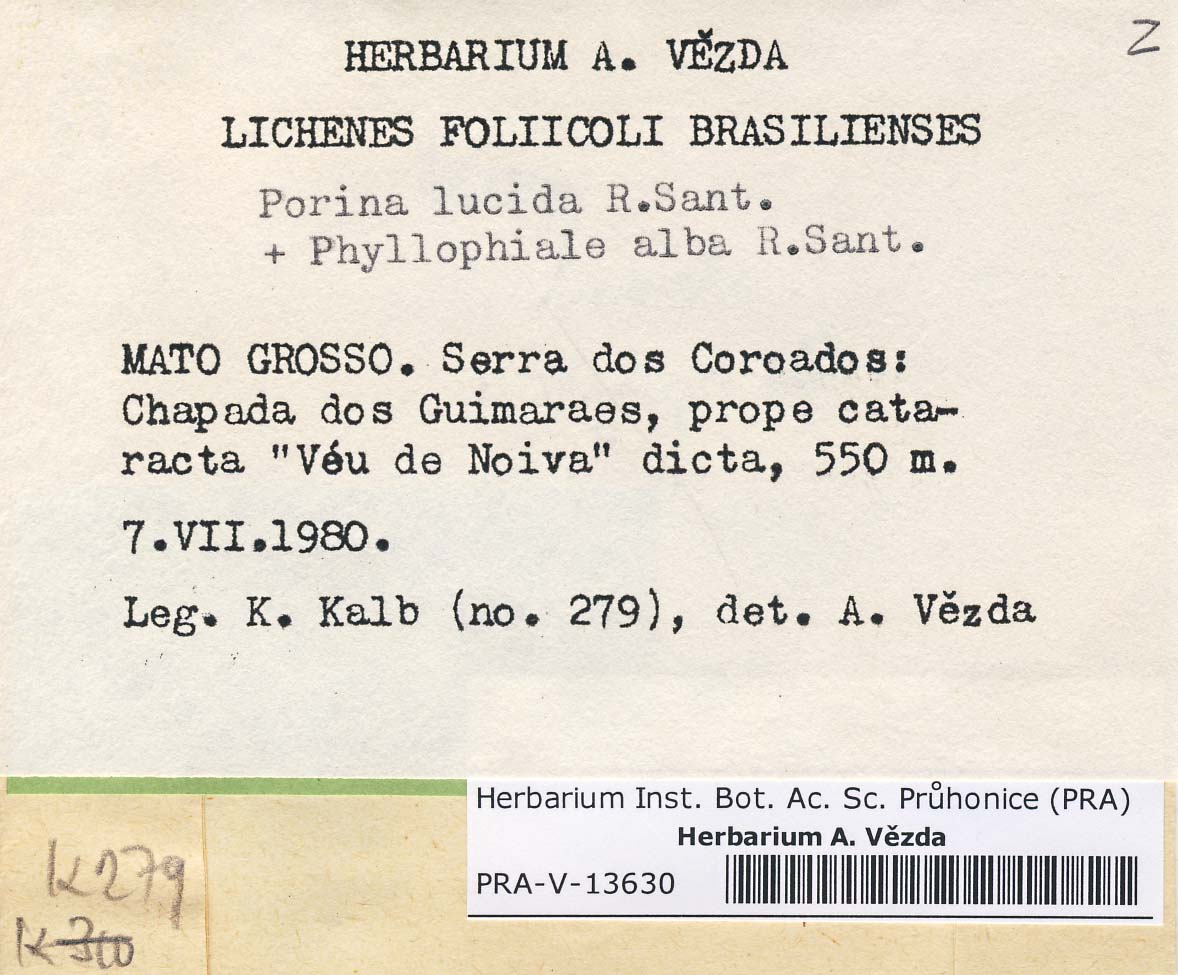 Z
HERBARIUM A. VĚZDA
LICHENES FOLIICOLI BRASILIENSES
Porina lucida R.Sant.
+ Phyllophiale alba R.Sant.
MATO GROSSO. Serra dos Coroados:
Chapada dos Guimaraes, prope cata-
racta "Véu de Noiva" dicta, 550 m.
7.VII.1980.
Leg. K. Kalb (no. 279), det. A. Vězda
Herbarium Inst. Bot. Ac. Sc. Průhonice (PRA)
Herbarium A. Vězda
PRA-V-13630
K279